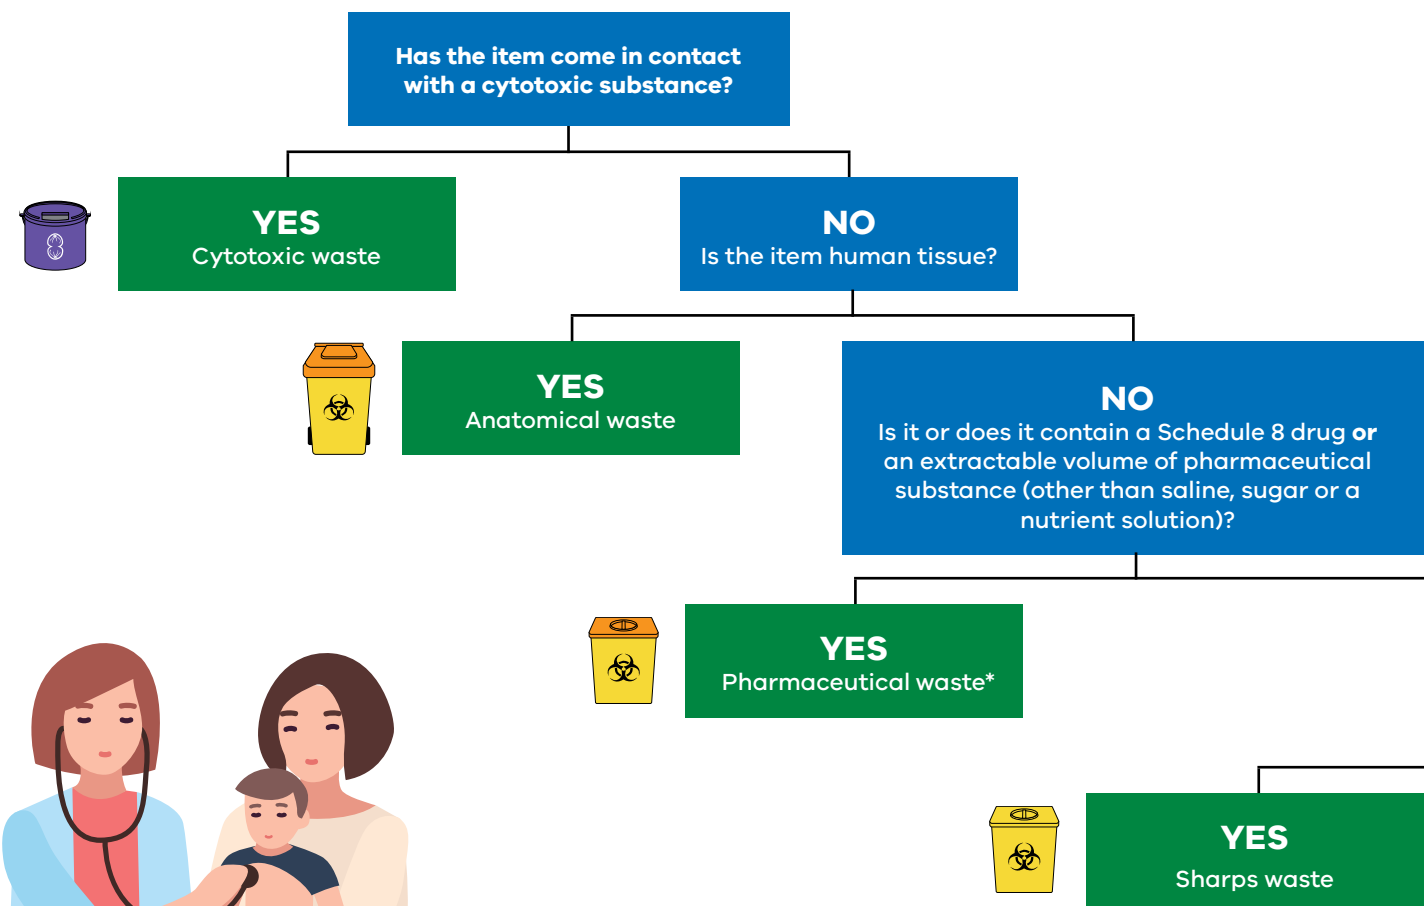 Has the item come in contact
with a cytotoxic substance?
YES
Cytotoxic waste
NO
Is the item human tissue?
YES
Anatomical waste
NO
Is it or does it contain a Schedule 8 drug or
an extractable volume of pharmaceutical
substance (other than saline, sugar or a
nutrient solution)?
YES
Pharmaceutical waste*
YES
Sharps waste